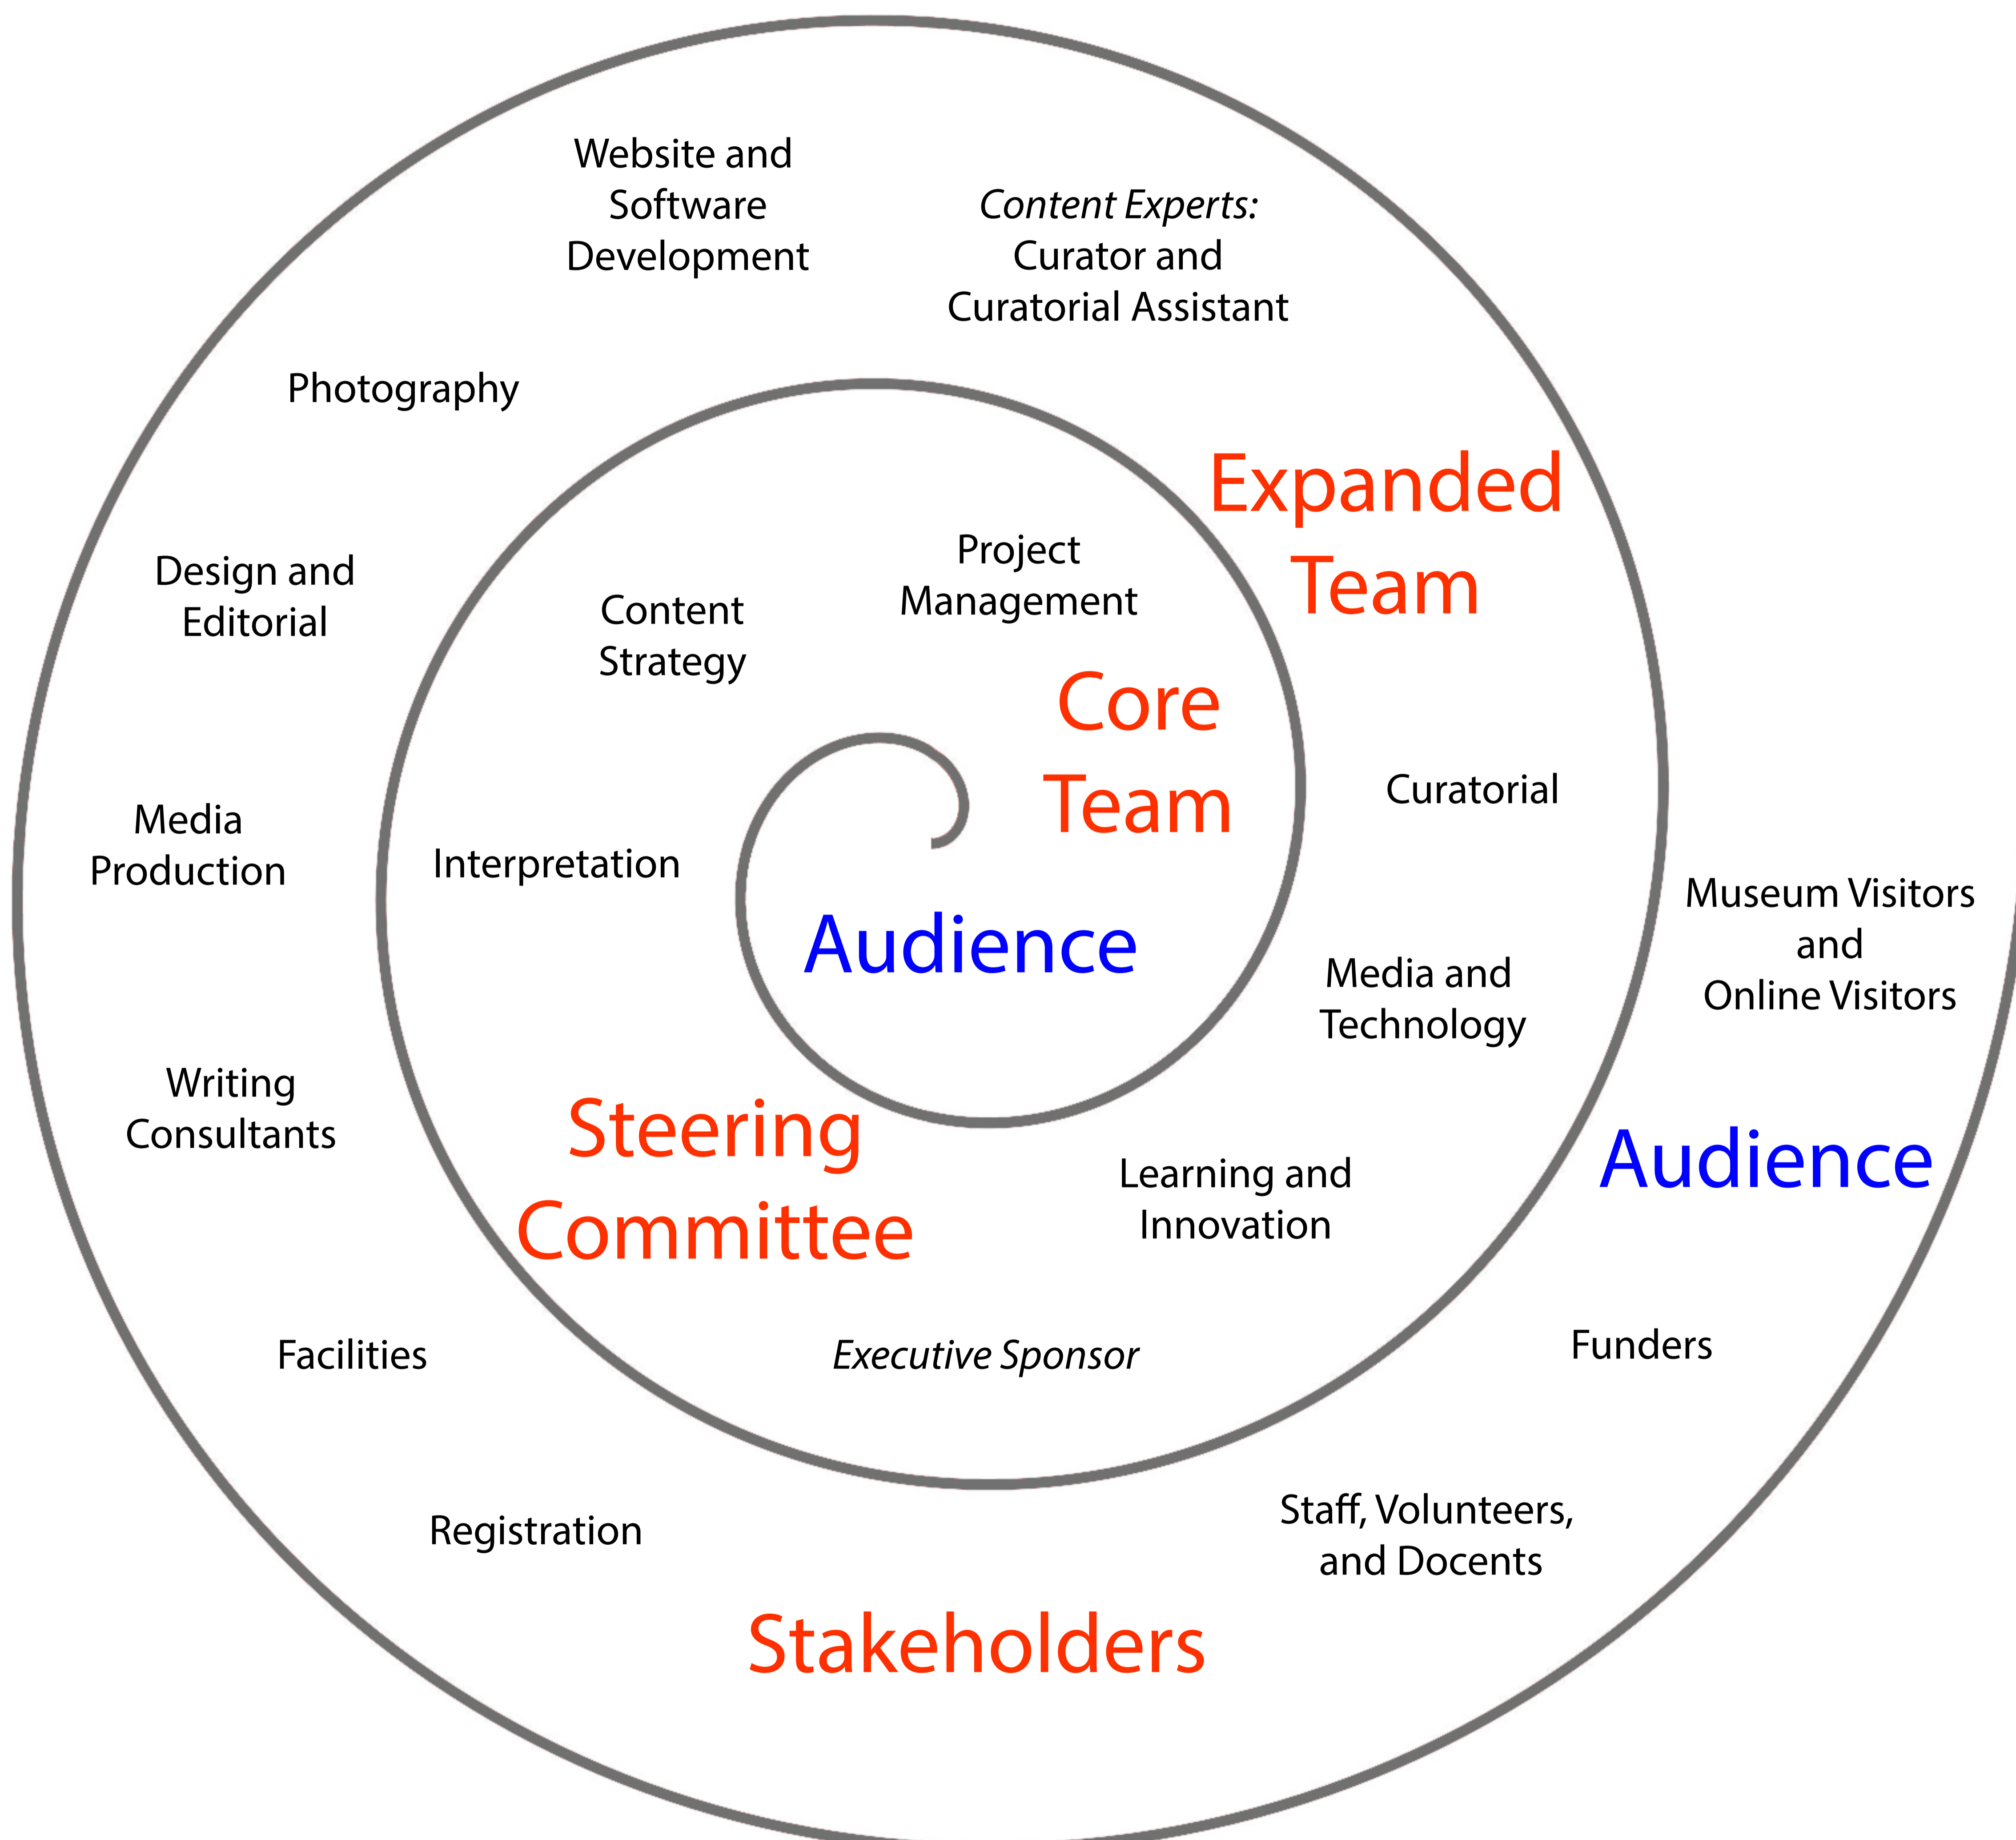 Website and
Software
Development
Content Experts:
Curator and
Curatorial Assistant
Photography
Expanded
Team
Project
Management
Content
Strategy
Design and
Editorial
Core
Team
Curatorial
Media
Production
Interpretation
Museum Visitors
and
Online Visitors
Audience
Media and
Technology
Writing
Consultants
Steering
Committee
Audience
Learning and
Innovation
Facilities
Executive Sponsor
Funders
Registration
Staff, Volunteers,
and Docents
Stakeholders